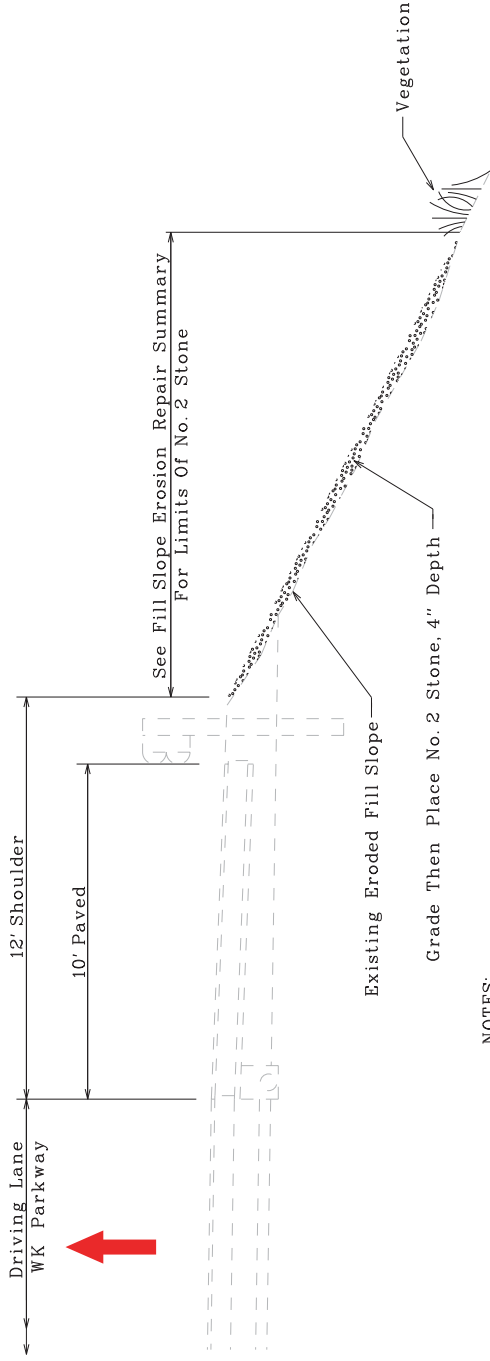 Driving Lane
WK Parkway
12' Shoulder
10' Paved
See Fill Slope Erosion Repair Summary
For Limits Of No. 2 Stone
Vegetation
Existing Eroded Fill Slope
Grade Then Place No. 2 Stone, 4" Depth
NOTES: